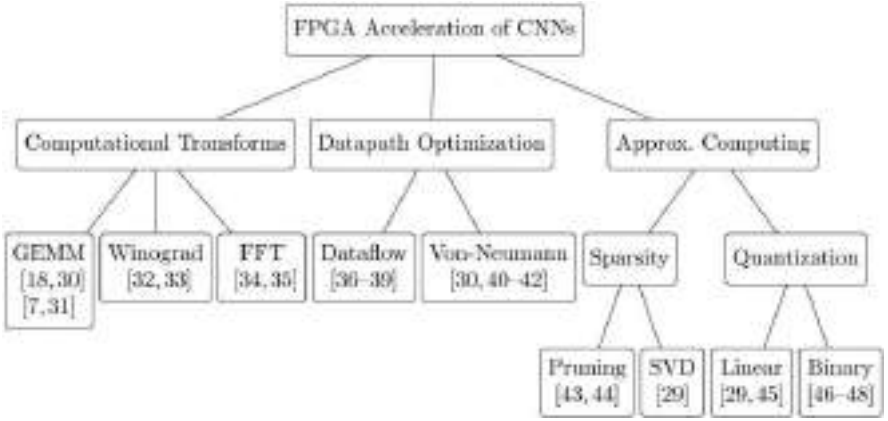 FPGA Acceleration of CNNs
Computational Transforms
Datapath Optimization
Approx. Computing
GEMM
[18, 30]
[7, 31]
Winograd
[32, 33]
FFT
[34, 35]
Dataflow
[36–39]
Von-Neumann
[30, 40–42]
Sparsity
Quantization
Pruning
[43, 44]
SVD
[29]
Linear
[29, 45]
Binary
[46–48]